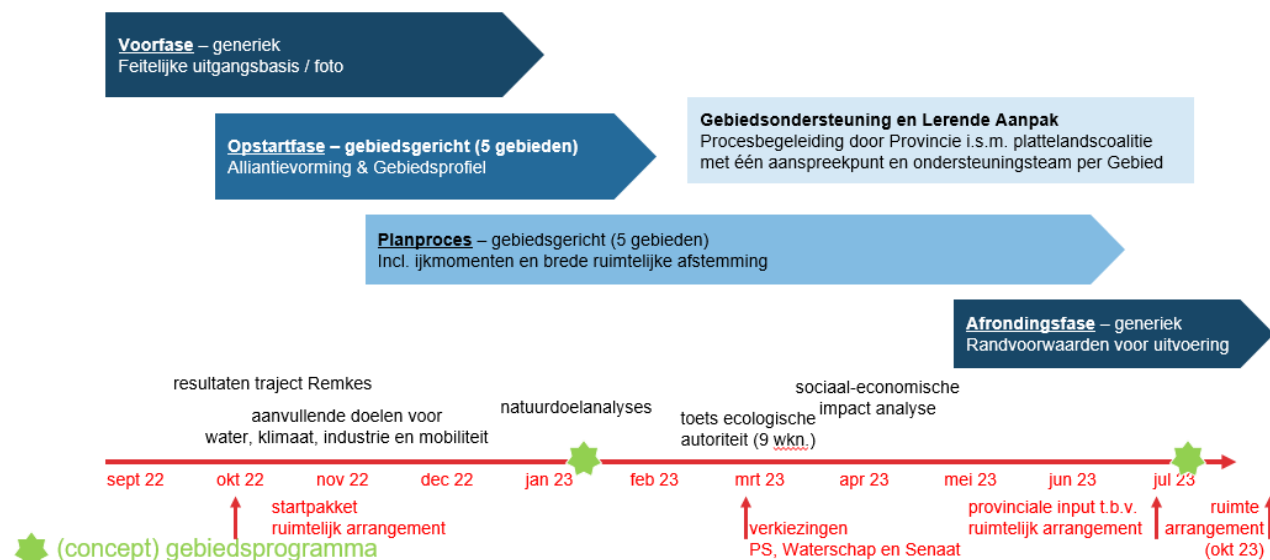 Voorfase – generiek
Feitelijke uitgangsbasis / foto
Opstartfase – gebiedsgericht (5 gebieden)
Alliantievorming & Gebiedsprofiel
Gebiedsondersteuning en Lerende Aanpak
Procesbegeleiding door Provincie i.s.m. plattelandscoalitie
met één aanspreekpunt en ondersteuningsteam per Gebied
Planproces – gebiedsgericht (5 gebieden)
Incl. ijkmomenten en brede ruimtelijke afstemming
Afrondingsfase – generiek
Randvoorwaarden voor uitvoering
resultaten traject Remkes
aanvullende doelen voor
water, klimaat, industrie en mobiliteit
natuurdoelanalyses
toets ecologische
autoriteit (9 wkn.)
sociaal-economische
impact analyse
sept 22 okt 22 nov 22 dec 22 jan 23 feb 23 mrt 23 apr 23 mei 23 jun 23 jul 23
startpakket
ruimtelijk arrangement
verkiezingen
PS, Waterschap en Senaat
provinciale input t.b.v.
ruimtelijk arrangement
ruimte
arrangement
(okt 23)
(concept) gebiedsprogramma